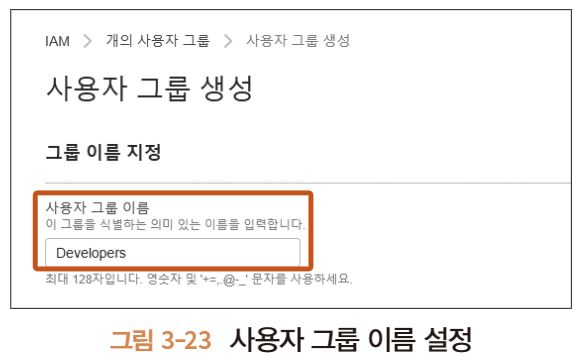 IAM > 개의 사용자 그룹 > 사용자 그룹 생성
사용자 그룹 생성
그룹 이름 지정
사용자 그룹 이름
이 그룹을 식별하는 의미 있는 이름을 입력합니다.
Developers
최대 128자입니다. 영숫자 및 '+=,.@-_' 문자를 사용하세요.
그림 3-23 사용자 그룹 이름 설정